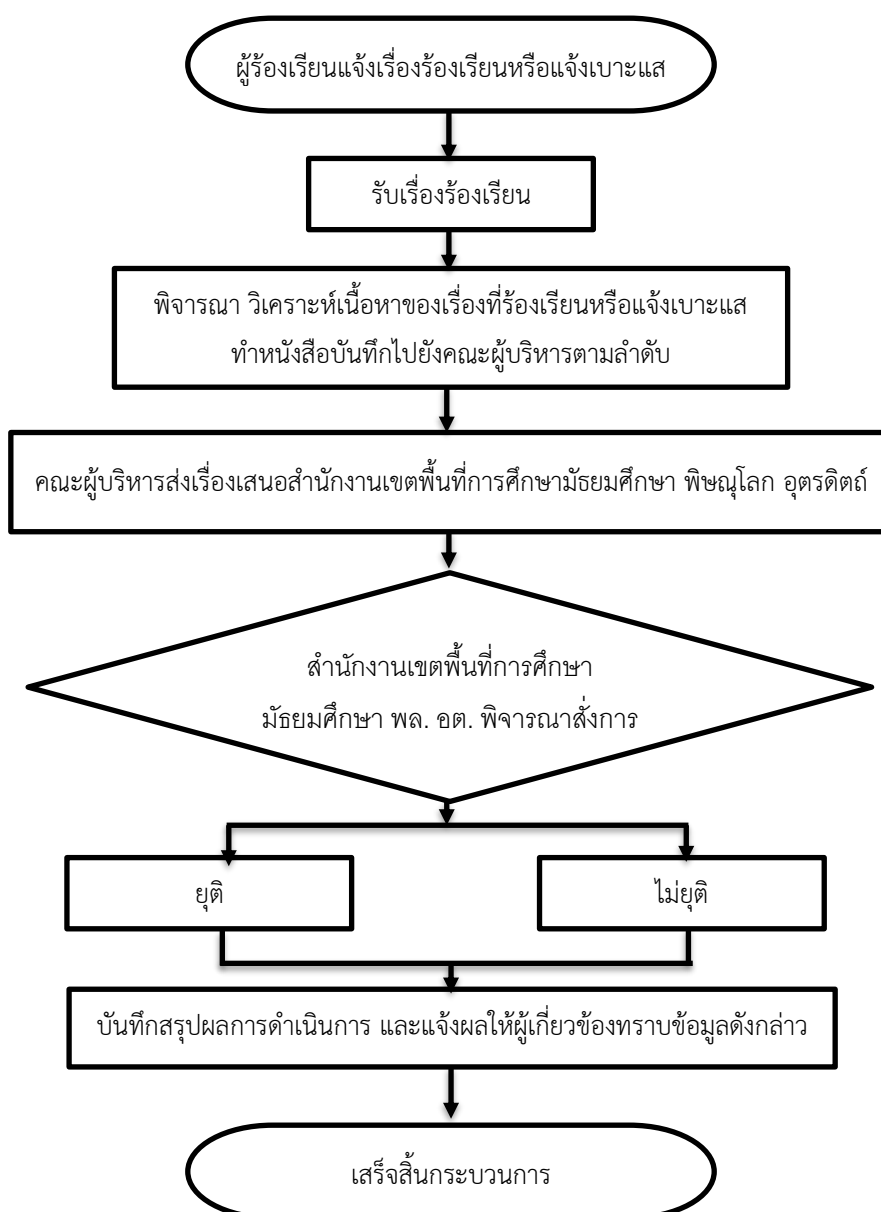 ผู้ร้องเรียนแจ้งเรื่องร้องเรียนหรือแจ้งเบาะแส
รับเรื่องร้องเรียน
พิจารณา วิเคราะห์เนื้อหาของเรื่องที่ร้องเรียนหรือแจ้งเบาะแส
ทำหนังสือบันทึกไปยังคณะผู้บริหารตามลำดับ
คณะผู้บริหารส่งเรื่องเสนอสำนักงานเขตพื้นที่การศึกษามัธยมศึกษา พิษณุโลก อุตรดิตถ์
สำนักงานเขตพื้นที่การศึกษา
มัธยมศึกษา พล. อต. พิจารณาสั่งการ
ยุติ
ไม่ยุติ
บันทึกสรุปผลการดำเนินการ และแจ้งผลให้ผู้เกี่ยวข้องทราบข้อมูลดังกล่าว
เสร็จสิ้นกระบวนการ